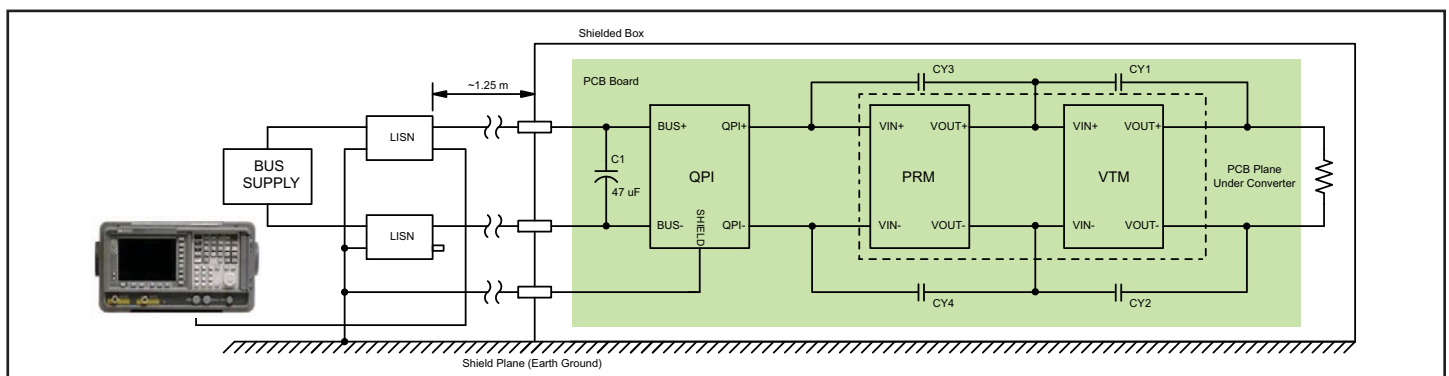 Shielded Box
~1.25 m
PCB Board
CY3
CY1
LISN
BUS+
QPI+
VIN+
VOUT+
VIN+
VOUT+
BUS
SUPPLY
C1
47 uF
QPI
PRM
VTM
PCB Plane
Under Converter
LISN
BUS-
SHIELD
QPI-
VIN-
VOUT-
VIN-
VOUT-
CY4
CY2
Shield Plane (Earth Ground)